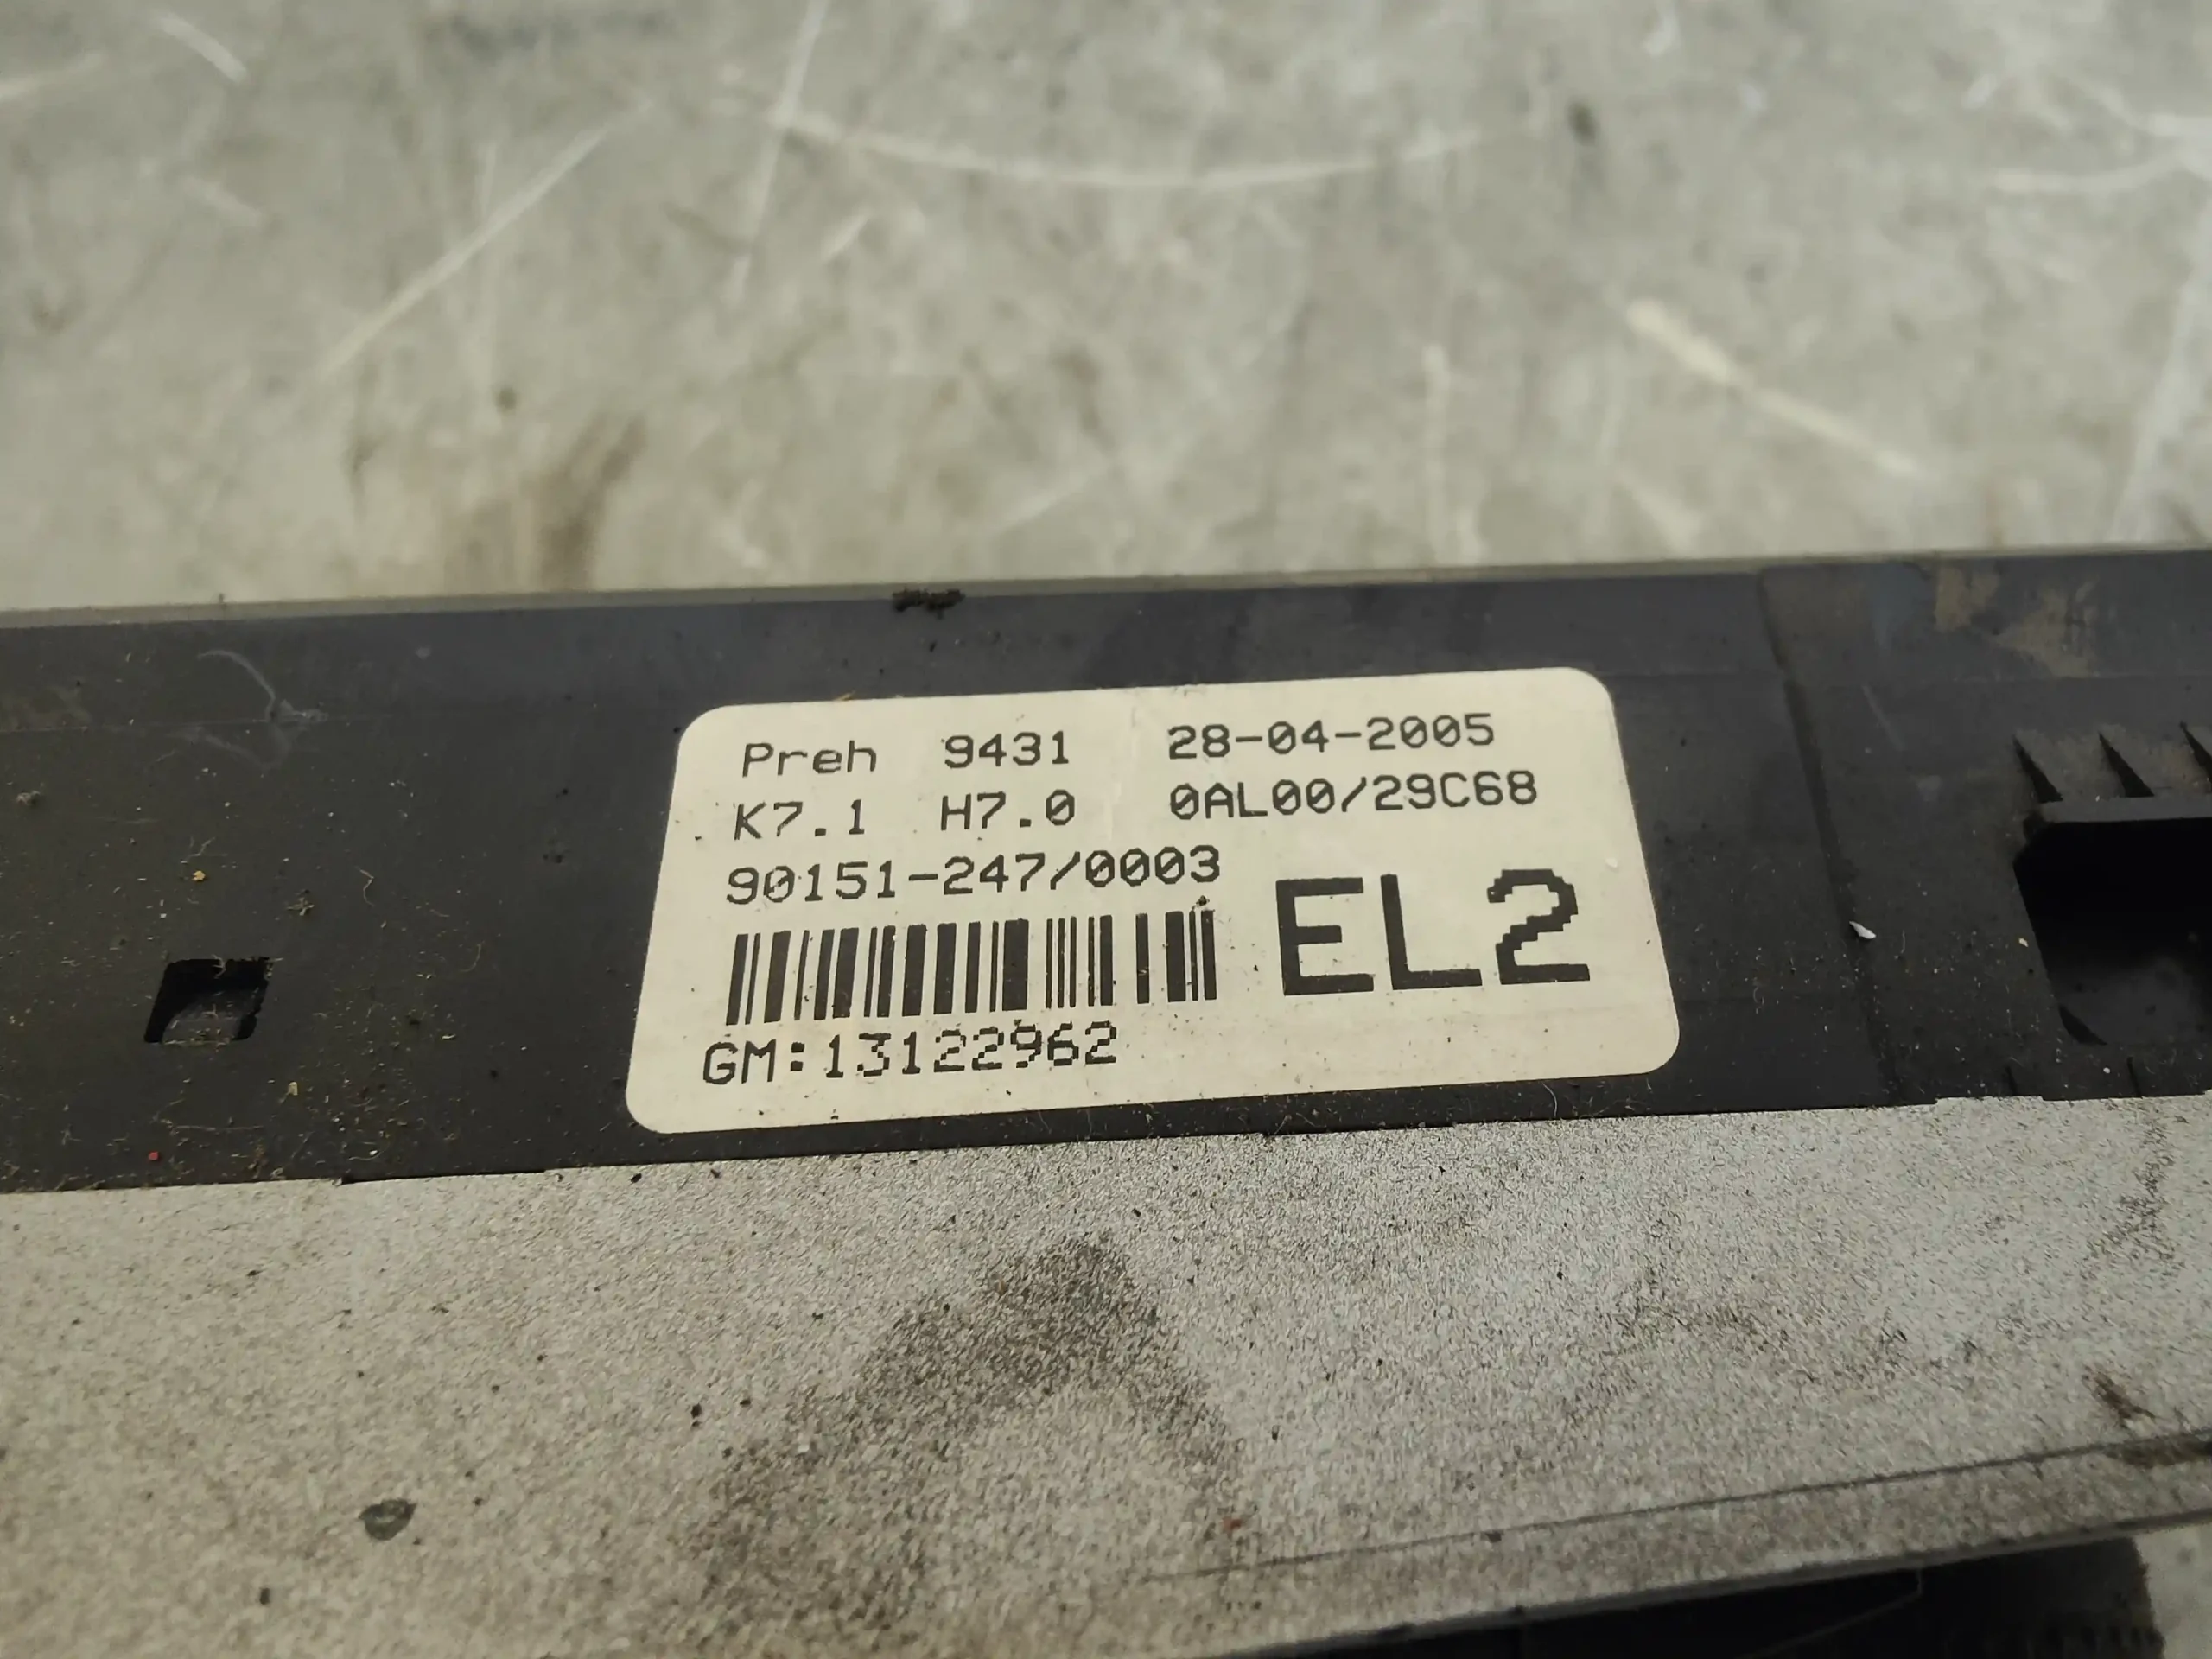 Preh 9431 28-04-2005
K7.1 H7.0 0AL00/29C68
90151-247/0003
EL2
GM:13122962